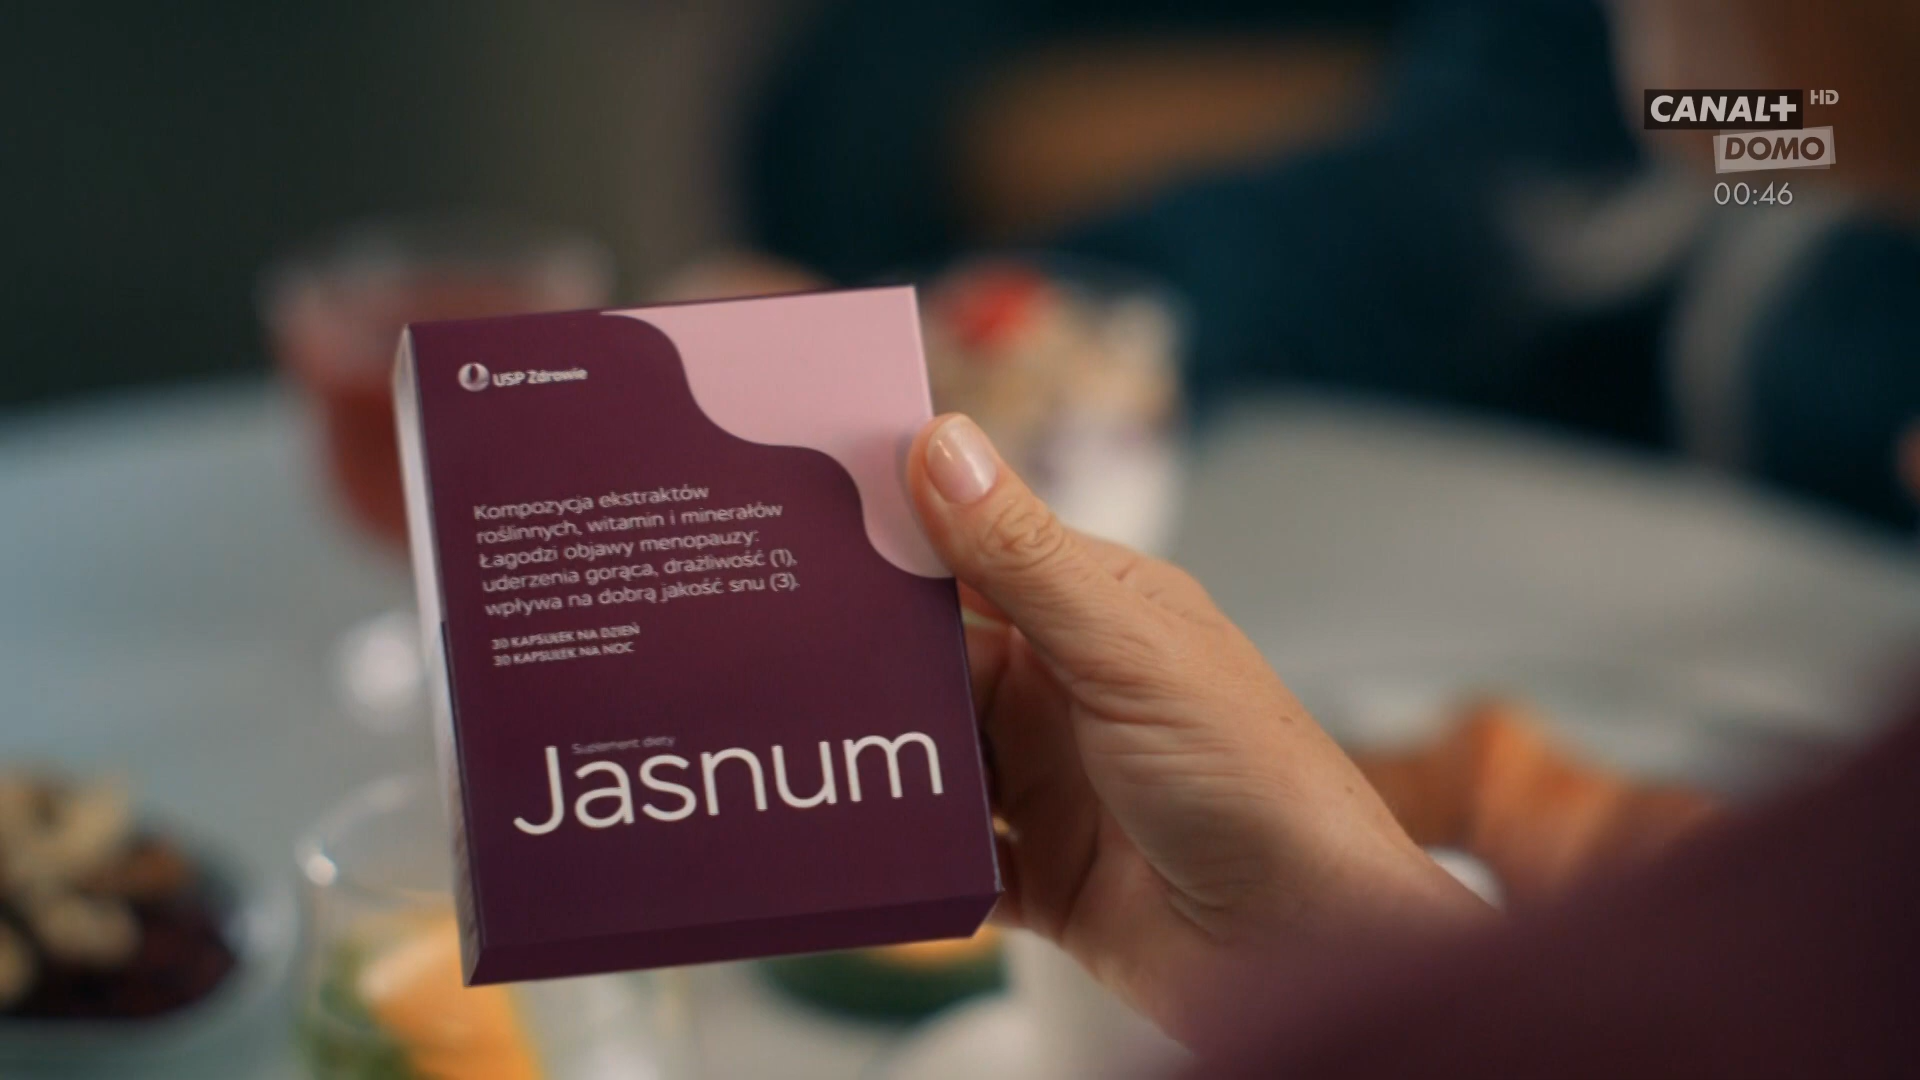 CANAL+ HD
DOMO
00:46
USP Zdrowie
Kompozycja ekstraktów
roślinnych, witamin i minerałów
Łagodzi objawy menopauzy:
uderzenia gorąca, drażliwość (1),
wpływa na dobrą jakość snu (3).
30 KAPSUŁEK NA DZIEŃ
30 KAPSUŁEK NA NOC
Suplement diety
Jasnum